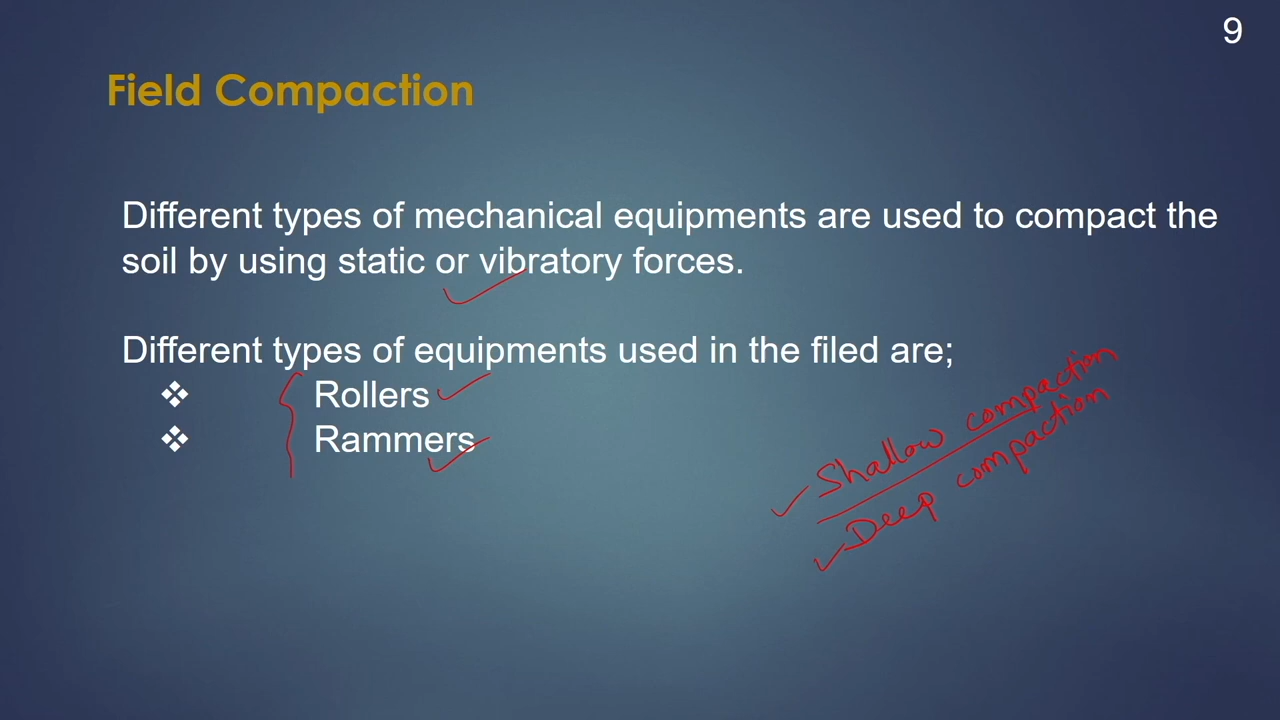 9
Field Compaction
Different types of mechanical equipments are used to compact the
soil by using static or vibratory forces.
Different types of equipments used in the filed are;
❖ Rollers
❖ Rammers
Shallow compaction
Deep compaction